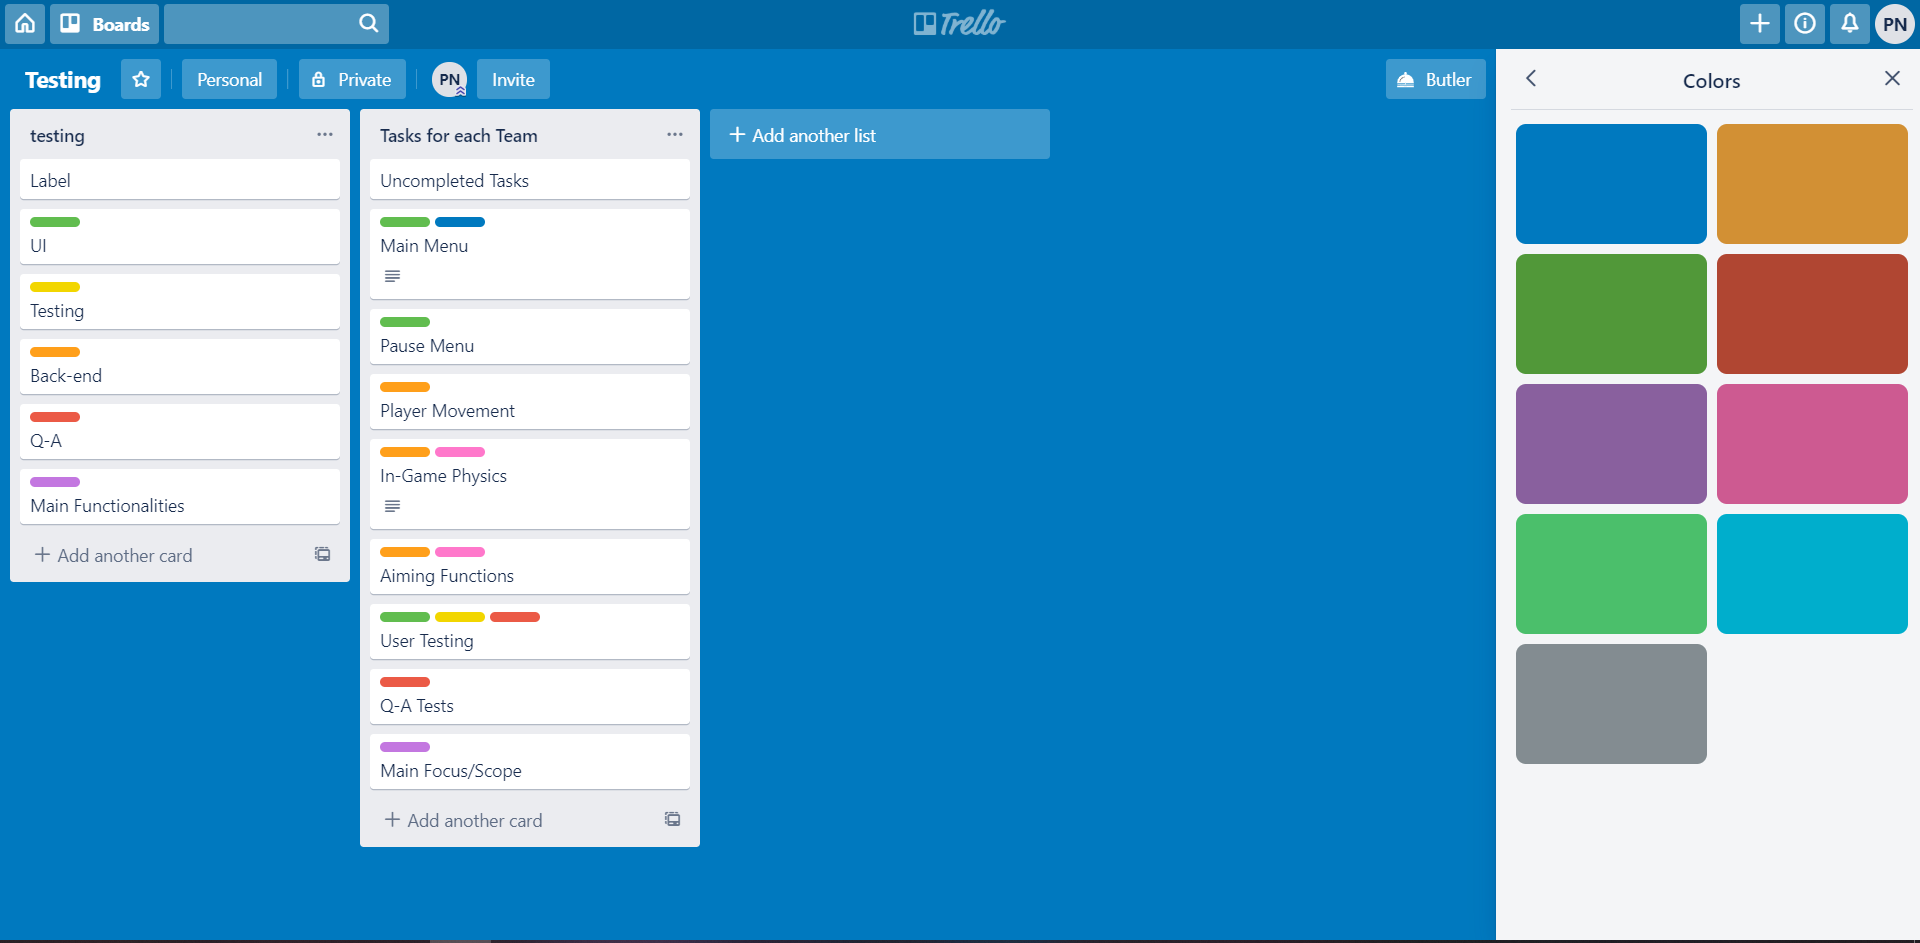 Boards
Trello
PN
Testing
Personal
Private
PN
Invite
Butler
testing
Label
UI
Testing
Back-end
Q-A
Main Functionalities
Add another card
Tasks for each Team
Uncompleted Tasks
Main Menu
Pause Menu
Player Movement
In-Game Physics
Aiming Functions
User Testing
Q-A Tests
Main Focus/Scope
Add another card
Add another list
Colors